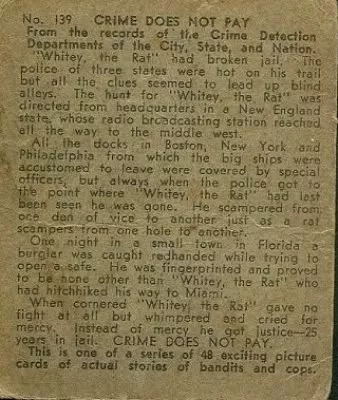 No. 139 CRIME DOES NOT PAY
From the records of the Crime Detection
Departments of the City, State, and Nation.
"Whitey, the Rat" had broken jail. The
police of three states were hot on his trail
but all the clues seemed to lead up blind
alleys. The hunt for "Whitey, the Rat" was
directed from headquarters in a New England
state, whose radio broadcasting station reached
all the way to the middle west.
All the docks in Boston, New York and
Philadelphia from which the big ships were
accustomed to leave were covered by special
officers, but always when the police got to
the point where "Whitey, the Rat" had last
been seen he was gone. He scampered from
one den of vice to another just as a rat
scampers from one hole to another.
One night in a small town in Florida a
burglar was caught redhanded while trying to
open a safe. He was fingerprinted and proved
to be none other than "Whitey, the Rat" who
had hitchhiked his way to Miami.
When cornered "Whitey, the Rat" gave no
fight at all but whimpered and cried for
mercy. Instead of mercy he got justice—25
years in jail. CRIME DOES NOT PAY.
This is one of a series of 48 exciting picture
cards of actual stories of bandits and cops.